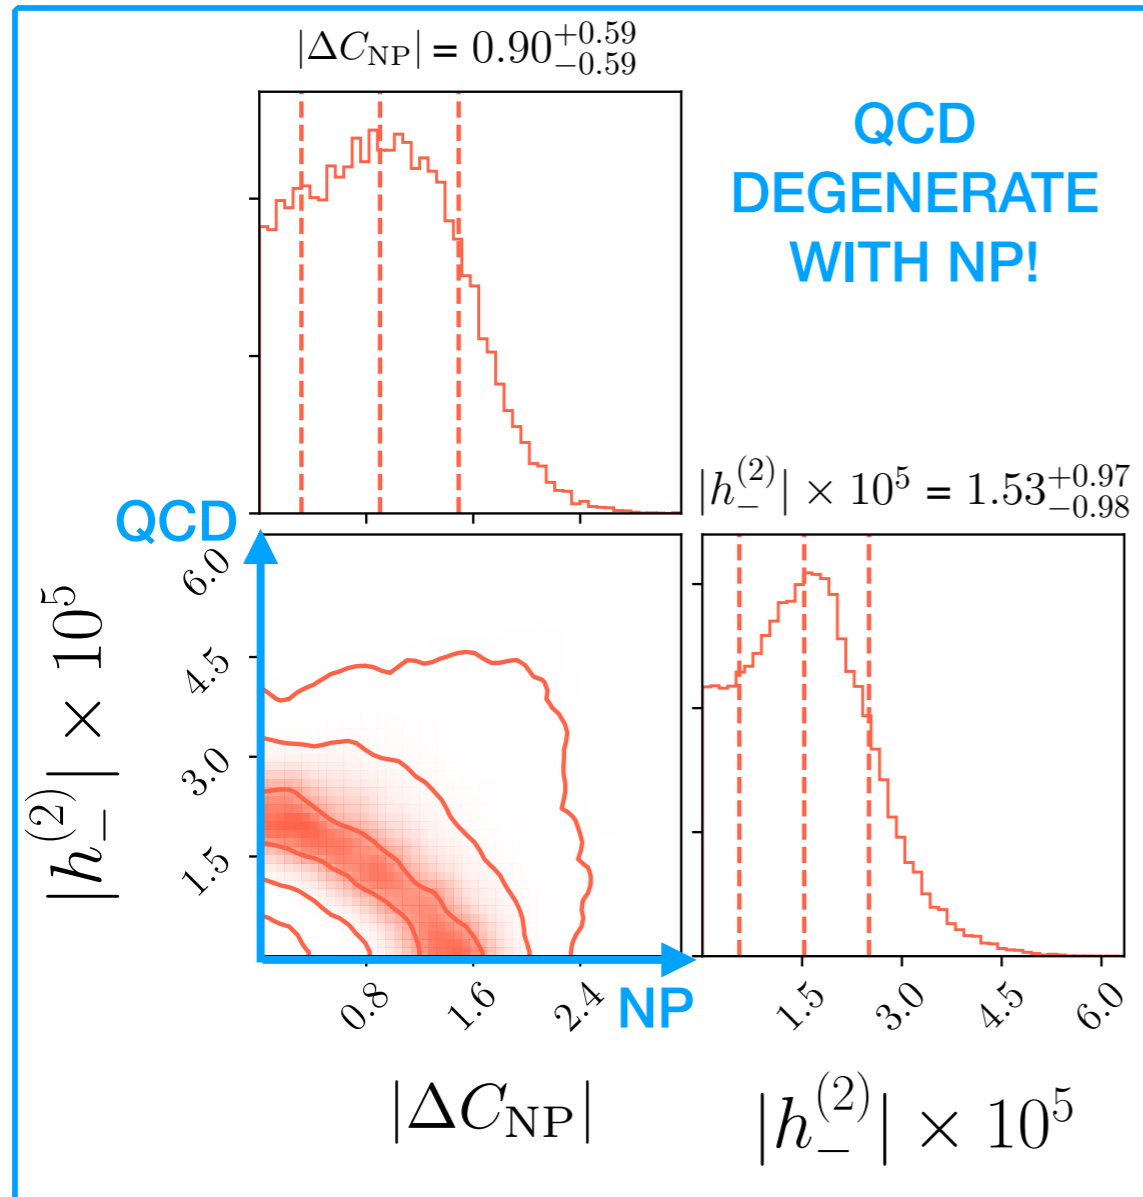 |ΔC_NP| = 0.90^{+0.59}_{-0.59}
QCD
DEGENERATE
WITH NP!
|h_-^{(2)}| × 10^5 = 1.53^{+0.97}_{-0.98}
QCD
6.0
4.5
3.0
1.5
|h_-^{(2)}| × 10^5
0.8
1.6
2.4
NP
1.5
3.0
4.5
6.0
|ΔC_NP|
|h_-^{(2)}| × 10^5